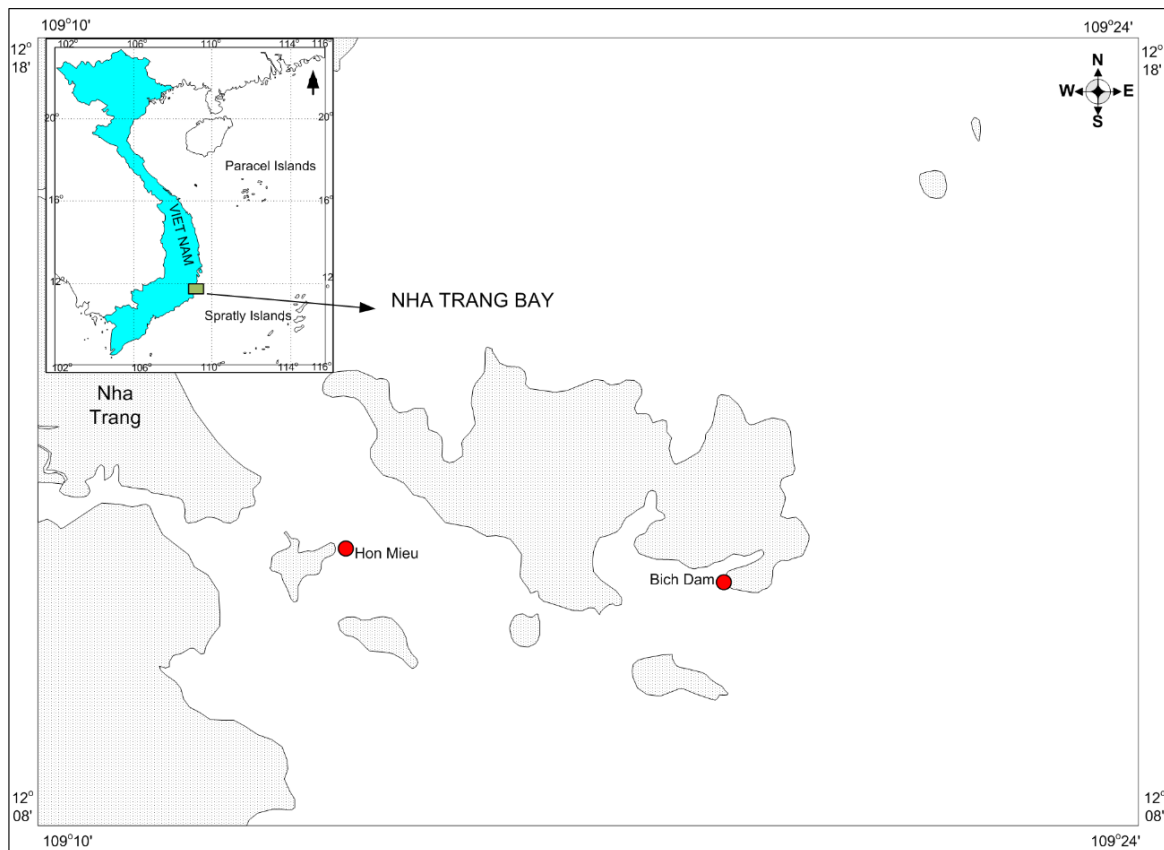 109°10'
109°24'
12°
18'
12°
18'
N
W
E
S
102°
106°
110°
114°
116°
20°
20°
Paracel Islands
16°
16°
VIET NAM
12°
12
NHA TRANG BAY
Spratly Islands
102°
106°
110°
114°
116°
Nha
Trang
Hon Mieu
Bich Dam
12°
08'
12°
08'
109°10'
109°24'